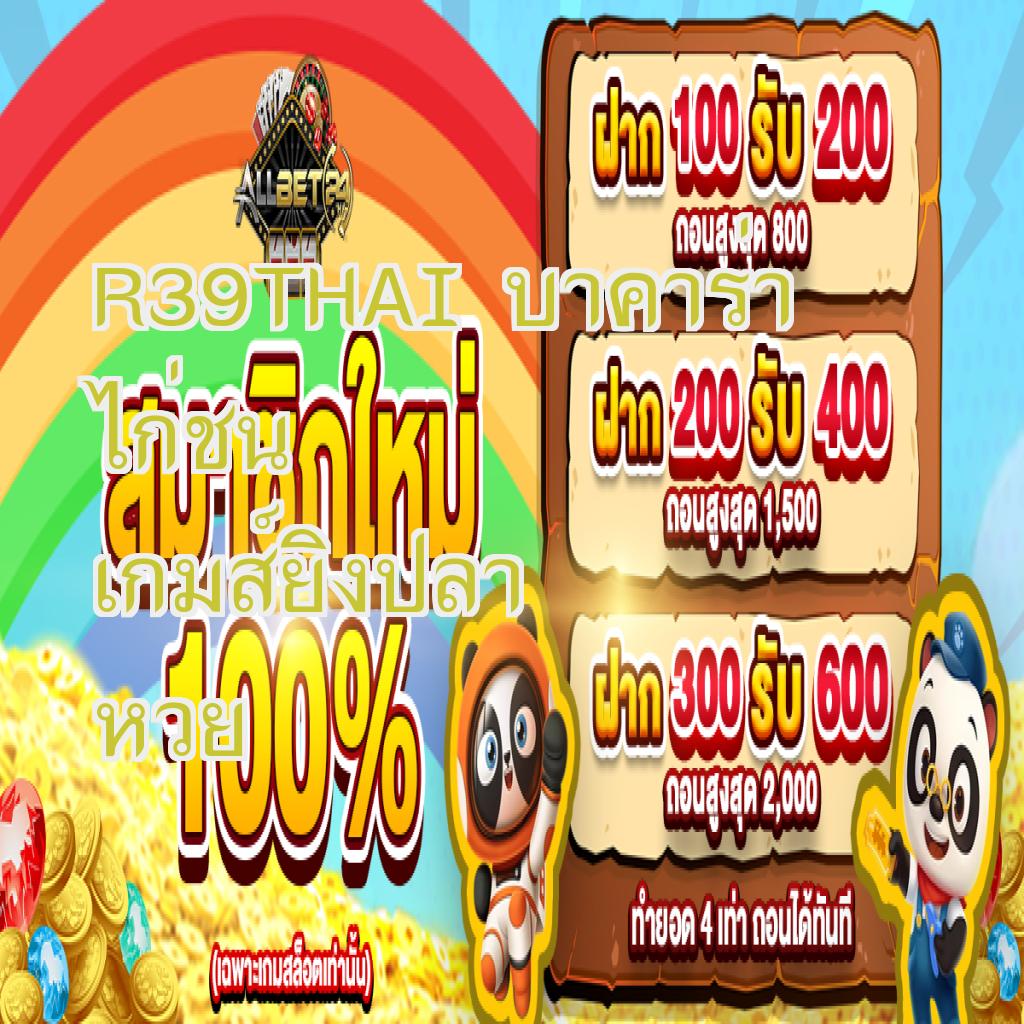 ALLBET24
R39THAI บาคาร่า
ไก่ชน
เกมส์ยิงปลา
หวย
สมาชิกใหม่
100%
(เฉพาะเกมสล็อตเท่านั้น)
ฝาก 100 รับ 200
ถอนสูงสุด 800
ฝาก 200 รับ 400
ถอนสูงสุด 1,500
ฝาก 300 รับ 600
ถอนสูงสุด 2,000
ทำยอด 4 เท่า ถอนได้ทันที